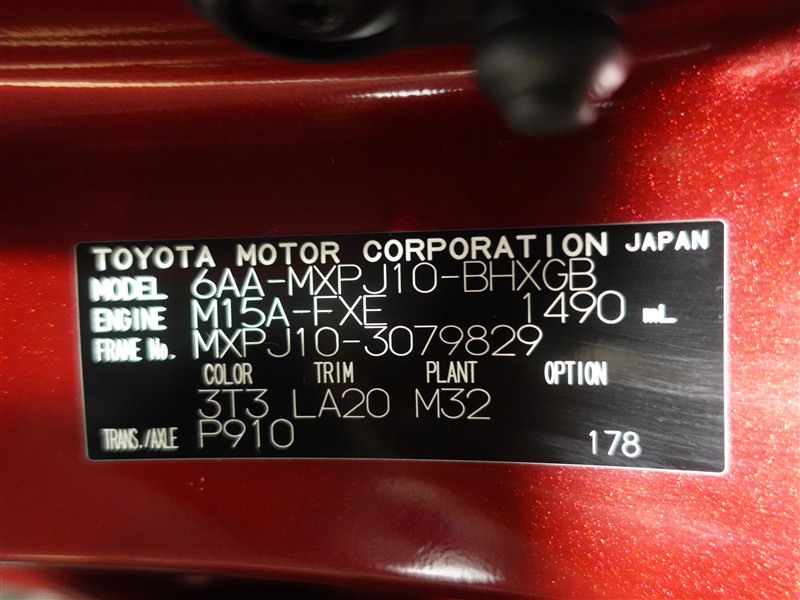 TOYOTA MOTOR CORPORATION JAPAN
MODEL 6AA-MXPJ10-BHXGB
ENGINE M15A-FXE 1490 mL
FRAME No. MXPJ10-3079829
COLOR TRIM PLANT OPTION
3T3 LA20 M32
TRANS./AXLE P910 178